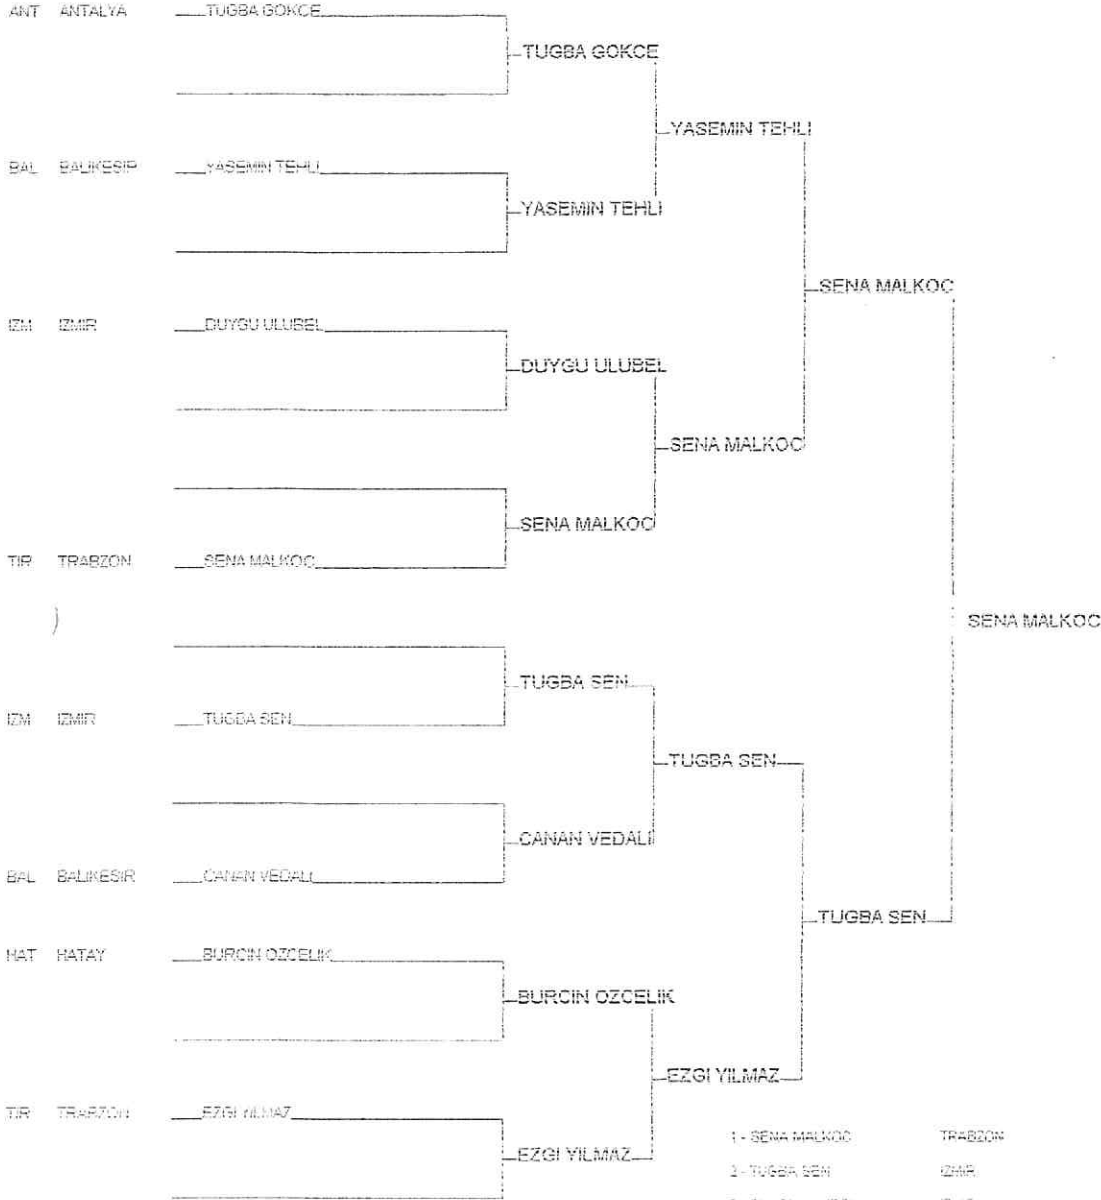 ANT ANTALYA TUGBA GOKCE
TUGBA GOKCE
YASEMIN TEHLI
BAL BALIKESIR YASEMIN TEHLI
YASEMIN TEHLI
SENA MALKOC
IZM IZMIR DUYGU ULUBEL
DUYGU ULUBEL
SENA MALKOC
SENA MALKOC
TIR TRABZON SENA MALKOC
SENA MALKOC
TUGBA SEN
IZM IZMIR TUGBA SEN
TUGBA SEN
CANAN VEDALI
BAL BALIKESIR CANAN VEDALI
TUGBA SEN
HAT HATAY BURCIN OZCELIK
BURCIN OZCELIK
EZGI YILMAZ
TIR TRABZON EZGI YILMAZ
EZGI YILMAZ
1 - SENA MALKOC TRABZON
2 - TUGBA SEN IZMIR